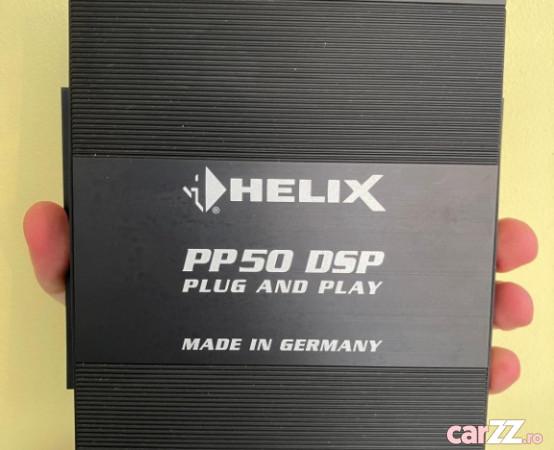 HELIX
®
PP50 DSP
PLUG AND PLAY
MADE IN GERMANY
carZZ.ro